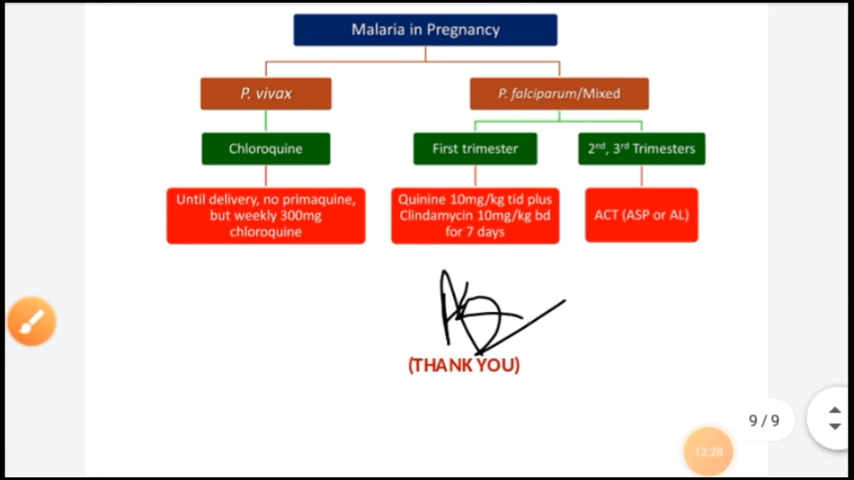 Malaria in Pregnancy
P. vivax
P. falciparum/Mixed
Chloroquine
First trimester
2nd, 3rd Trimesters
Until delivery, no primaquine,
but weekly 300mg
chloroquine
Quinine 10mg/kg tid plus
Clindamycin 10mg/kg bd
for 7 days
ACT (ASP or AL)
(THANK YOU)
9 / 9
12:28